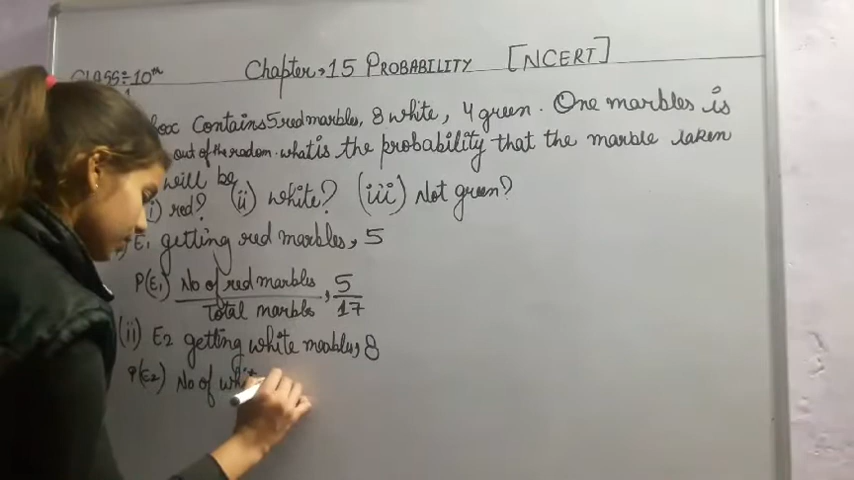 CLASS÷10th Chapter,15 PROBABILITY [NCERT]
box Contains 5 red marbles, 8 white, 4 green. One marbles is
out of the radom. what is the probability that the marble taken
will be
i) red? (ii) white? (iii) Not green?
E1 getting red marbles, 5
P(E1) No of red marbles , 5
Total marbls 17
(ii) E2 getting white marbles, 8
P(E2) No of whit